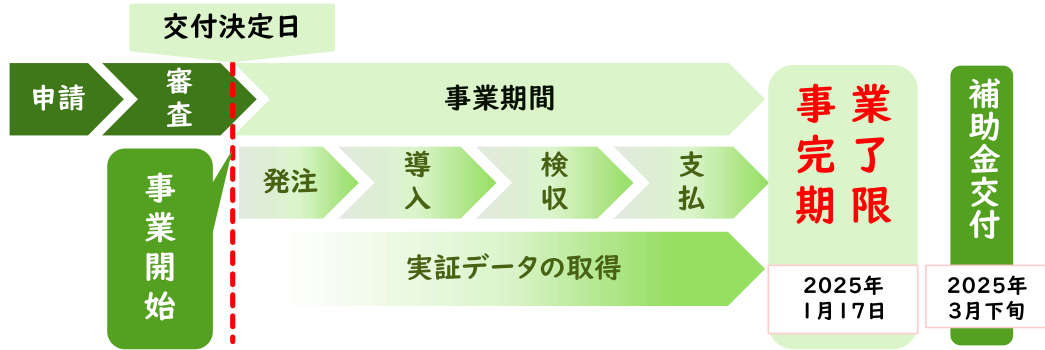 交付決定日
申請
審
査
事業期間
事業
完了
期限
補助金交付
事業開始
発注
導
入
検
収
支
払
実証データの取得
2025年
1月17日
2025年
3月下旬